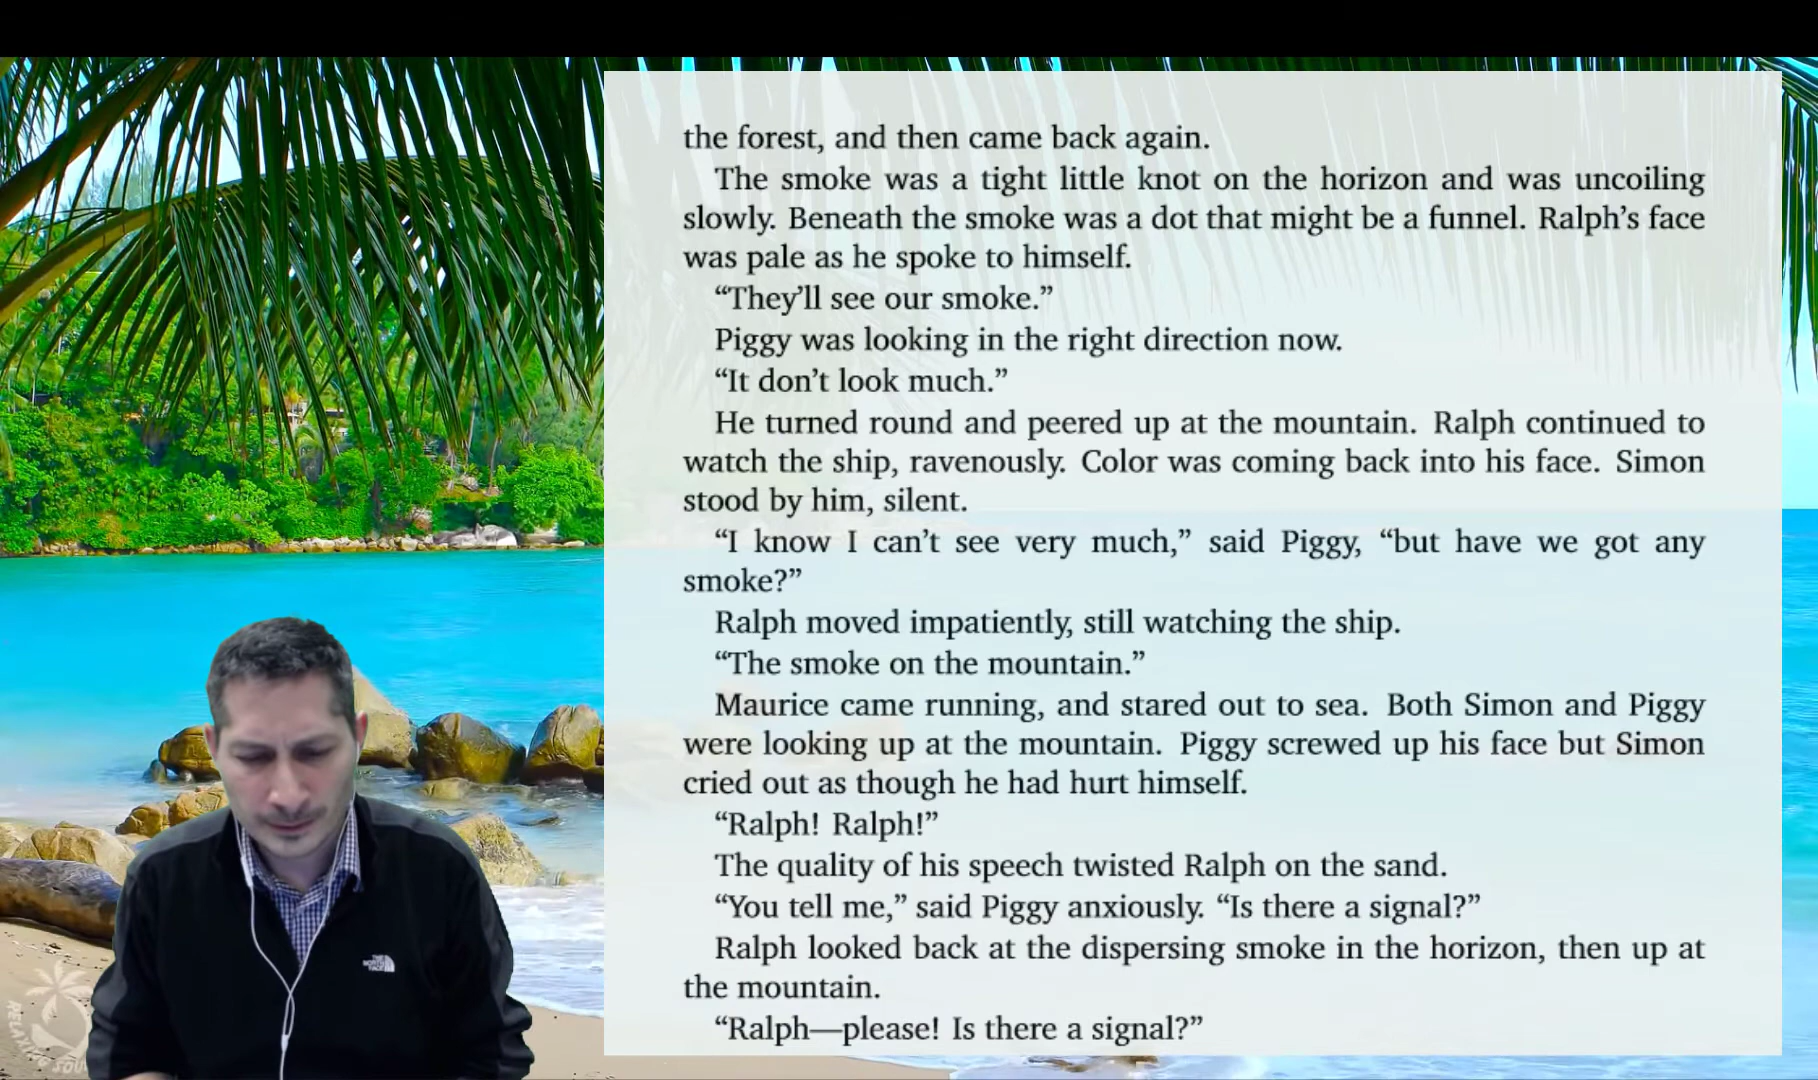 the forest, and then came back again.
The smoke was a tight little knot on the horizon and was uncoiling
slowly. Beneath the smoke was a dot that might be a funnel. Ralph’s face
was pale as he spoke to himself.
“They’ll see our smoke.”
Piggy was looking in the right direction now.
“It don’t look much.”
He turned round and peered up at the mountain. Ralph continued to
watch the ship, ravenously. Color was coming back into his face. Simon
stood by him, silent.
“I know I can’t see very much,” said Piggy, “but have we got any
smoke?”
Ralph moved impatiently, still watching the ship.
“The smoke on the mountain.”
Maurice came running, and stared out to sea. Both Simon and Piggy
were looking up at the mountain. Piggy screwed up his face but Simon
cried out as though he had hurt himself.
“Ralph! Ralph!”
The quality of his speech twisted Ralph on the sand.
“You tell me,” said Piggy anxiously. “Is there a signal?”
Ralph looked back at the dispersing smoke in the horizon, then up at
the mountain.
“Ralph—please! Is there a signal?”
THE
NORTH
FACE
RELAXING